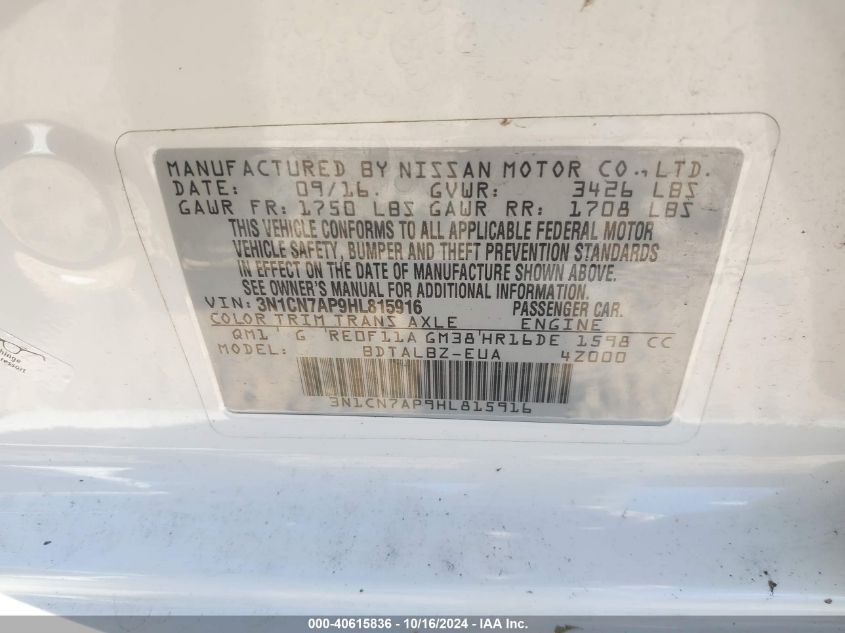 MANUFACTURED BY NISSAN MOTOR CO.,LTD.
DATE: 09/16. GVWR: 3426 LBS
GAWR FR: 1750 LBS GAWR RR: 1708 LBS
THIS VEHICLE CONFORMS TO ALL APPLICABLE FEDERAL MOTOR
VEHICLE SAFETY, BUMPER AND THEFT PREVENTION STANDARDS
IN EFFECT ON THE DATE OF MANUFACTURE SHOWN ABOVE.
SEE OWNER'S MANUAL FOR ADDITIONAL INFORMATION.
VIN: 3N1CN7AP9HL815916 PASSENGER CAR.
COLOR TRIM TRANS AXLE ENGINE
QM1 G 'RE0F11A GM38'HR16DE 1598 CC
MODEL: BDTALBZ-EUA 4Z000
3N1CN7AP9HL815916
000-40615836 - 10/16/2024 - © IAA, Inc.